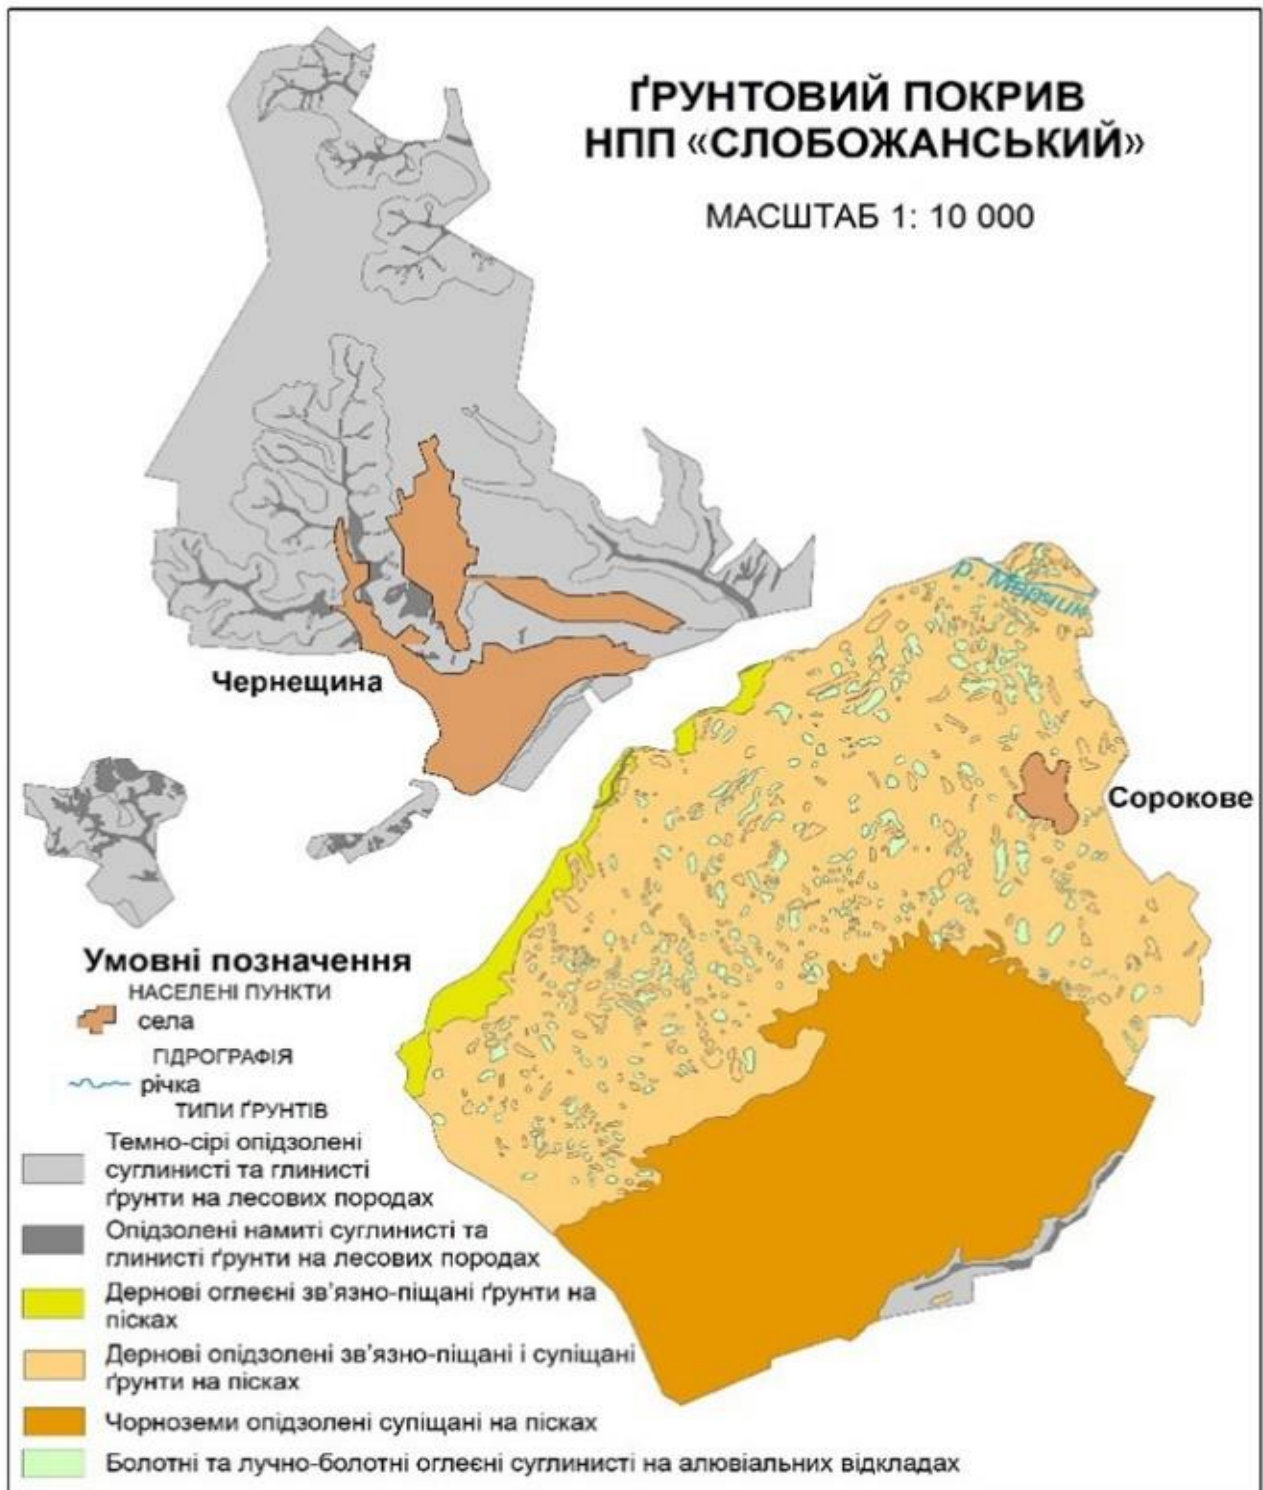 ҐРУНТОВИЙ ПОКРИВ
НПП «СЛОБОЖАНСЬКИЙ»
МАСШТАБ 1: 10 000
р. Мерчик
Чернещина
Сорокове
Умовні позначення
НАСЕЛЕНІ ПУНКТИ
села
ГІДРОГРАФІЯ
річка
ТИПИ ҐРУНТІВ
Темно-сірі опідзолені
суглинисті та глинисті
ґрунти на лесових породах
Опідзолені намиті суглинисті та
глинисті ґрунти на лесових породах
Дернові оглеєні зв'язно-піщані ґрунти на
пісках
Дернові опідзолені зв'язно-піщані і супіщані
ґрунти на пісках
Чорноземи опідзолені супіщані на пісках
Болотні та лучно-болотні оглеєні суглинисті на алювіальних відкладах